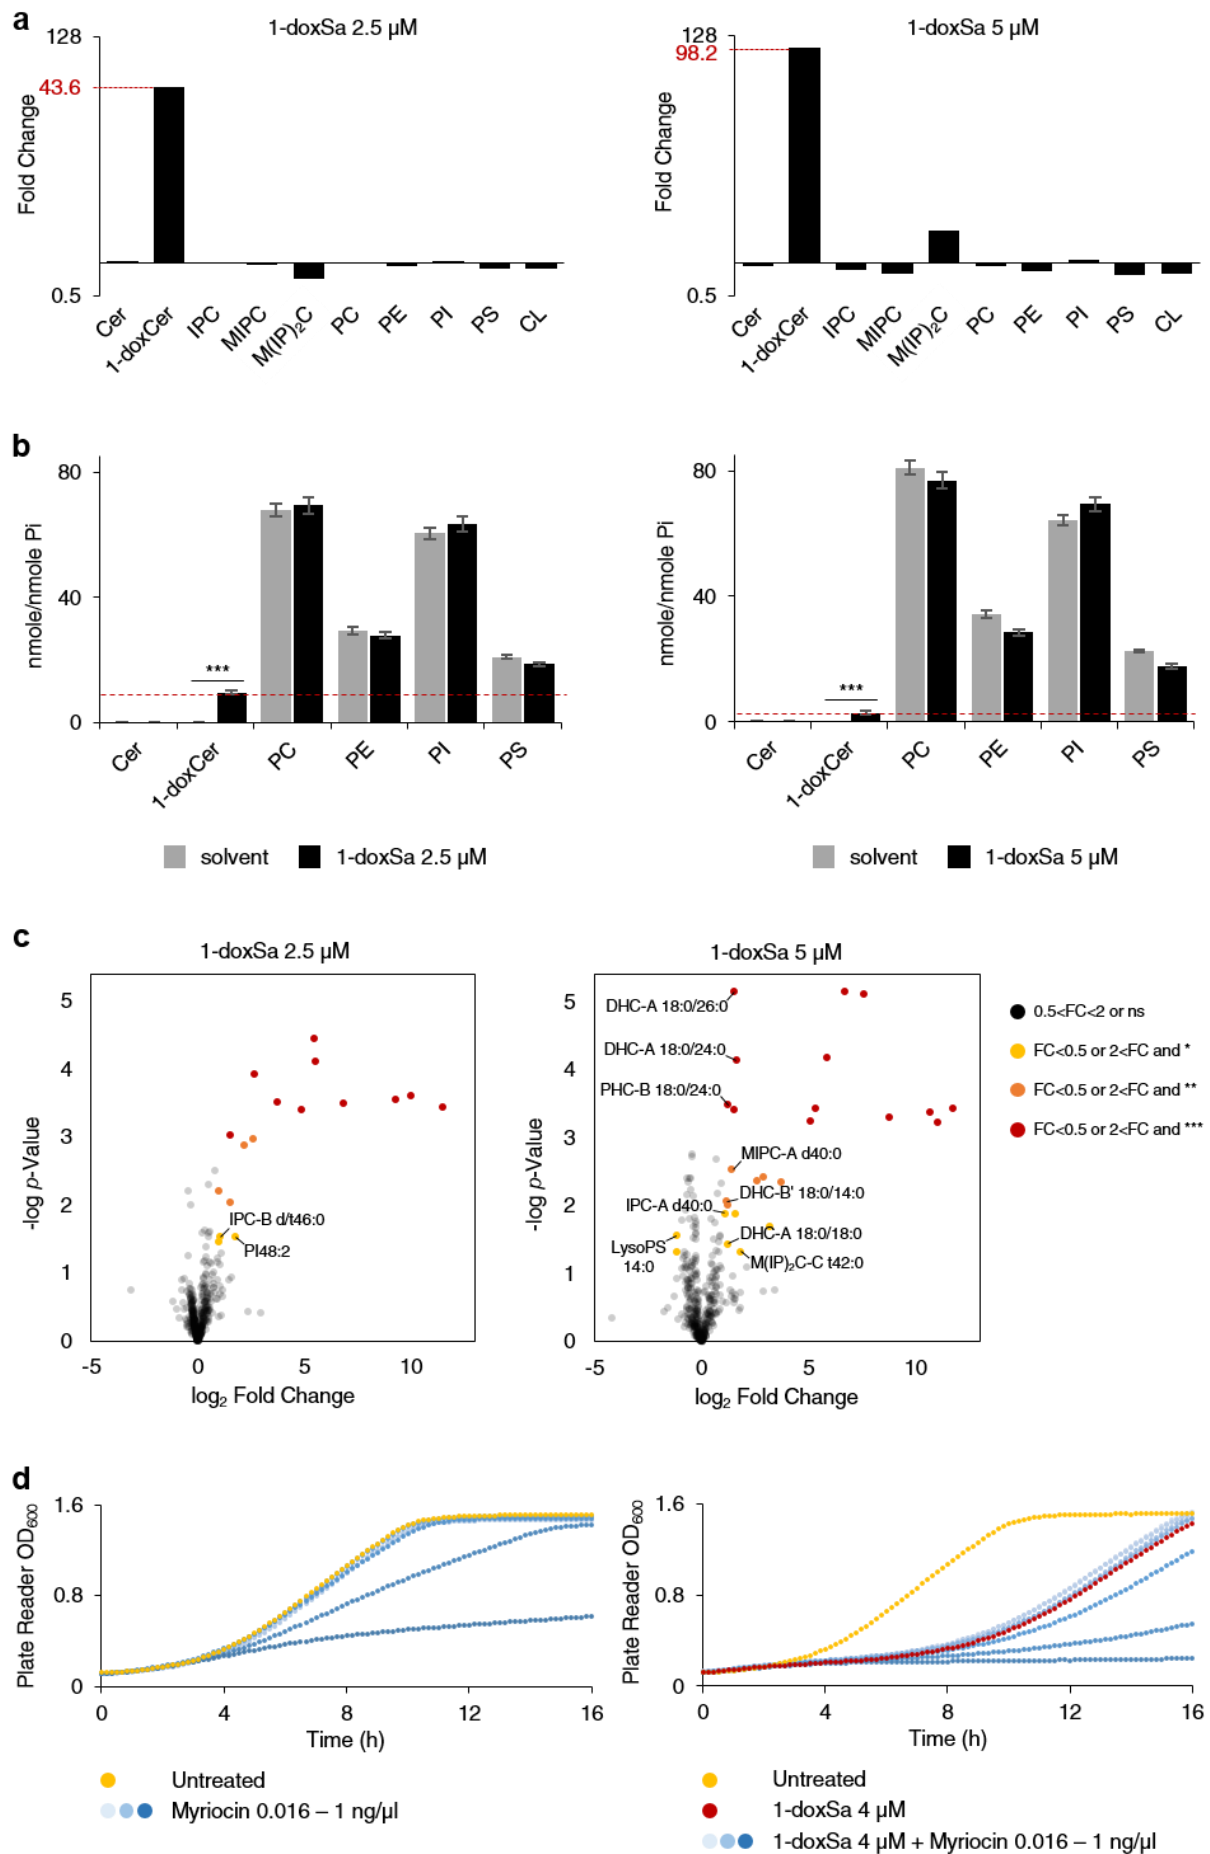 a
1-doxSa 2.5 µM
128
43.6
Fold Change
0.5
Cer
1-doxCer
IPC
MIPC
M(IP)₂C
PC
PE
PI
PS
CL
1-doxSa 5 µM
128
98.2
Fold Change
0.5
Cer
1-doxCer
IPC
MIPC
M(IP)₂C
PC
PE
PI
PS
CL
b
80
40
0
nmole/nmole Pi
***
Cer
1-doxCer
PC
PE
PI
PS
solvent
1-doxSa 2.5 µM
80
40
0
nmole/nmole Pi
***
Cer
1-doxCer
PC
PE
PI
PS
solvent
1-doxSa 5 µM
c
1-doxSa 2.5 µM
5
4
3
2
1
0
-log p-Value
IPC-B d/t46:0
PI48:2
-5
0
5
10
log₂ Fold Change
1-doxSa 5 µM
5
4
3
2
1
0
-log p-Value
DHC-A 18:0/26:0
DHC-A 18:0/24:0
PHC-B 18:0/24:0
MIPC-A d40:0
DHC-B' 18:0/14:0
IPC-A d40:0
DHC-A 18:0/18:0
LysoPS
14:0
M(IP)₂C-C t42:0
-5
0
5
10
log₂ Fold Change
0.5<FC<2 or ns
FC<0.5 or 2<FC and *
FC<0.5 or 2<FC and **
FC<0.5 or 2<FC and ***
d
1.6
0.8
0
Plate Reader OD₆₀₀
0
4
8
12
16
Time (h)
Untreated
Myriocin 0.016 – 1 ng/µl
1.6
0.8
0
Plate Reader OD₆₀₀
0
4
8
12
16
Time (h)
Untreated
1-doxSa 4 µM
1-doxSa 4 µM + Myriocin 0.016 – 1 ng/µl